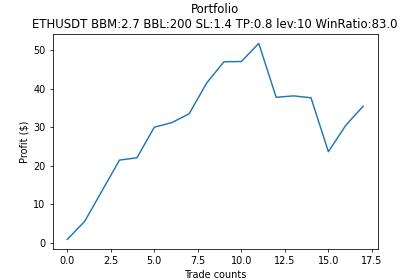 Portfolio
ETHUSDT BBM:2.7 BBL:200 SL:1.4 TP:0.8 lev:10 WinRatio:83.0
50
40
30
20
10
0
Profit ($)
0.0 2.5 5.0 7.5 10.0 12.5 15.0 17.5
Trade counts